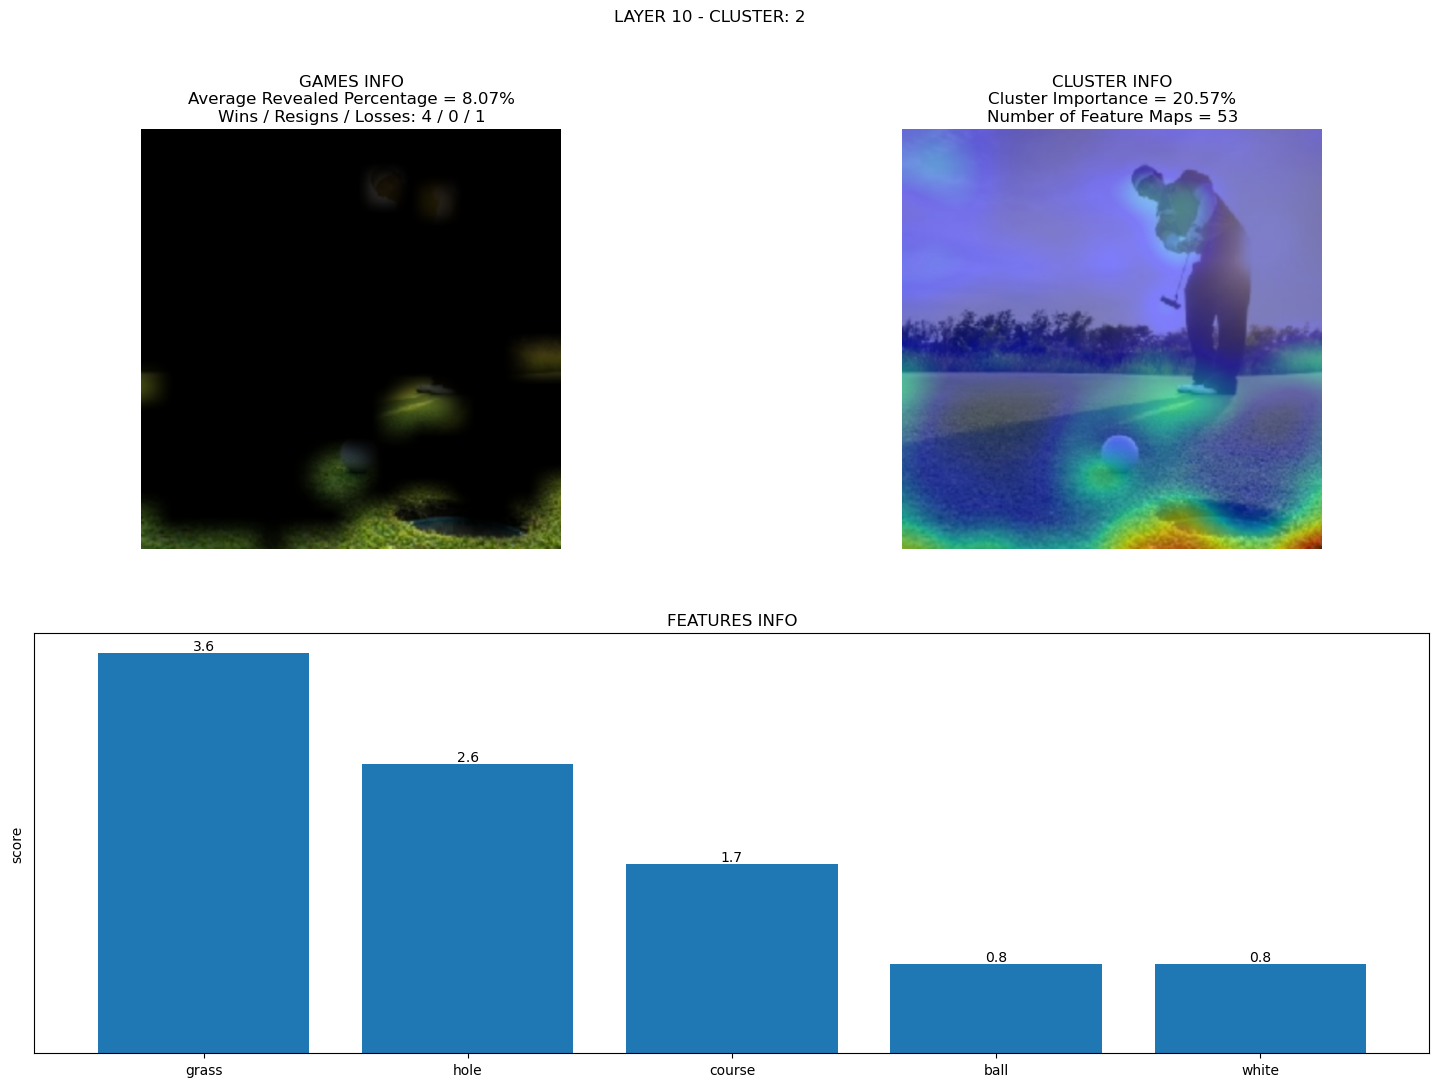 LAYER 10 - CLUSTER: 2
GAMES INFO
Average Revealed Percentage = 8.07%
Wins / Resigns / Losses: 4 / 0 / 1
CLUSTER INFO
Cluster Importance = 20.57%
Number of Feature Maps = 53
FEATURES INFO
score
3.6
2.6
1.7
0.8
0.8
grass
hole
course
ball
white